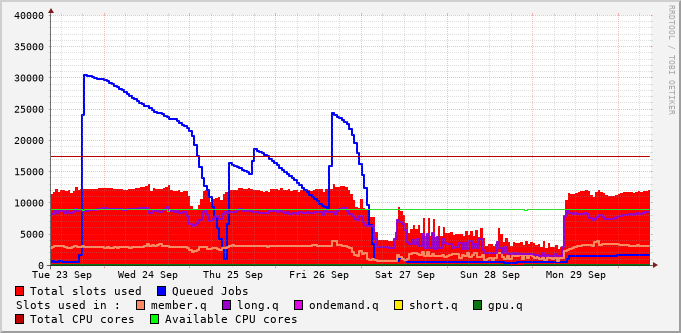 40000
35000
30000
25000
20000
15000
10000
5000
0
Tue 23 Sep Wed 24 Sep Thu 25 Sep Fri 26 Sep Sat 27 Sep Sun 28 Sep Mon 29 Sep
Total slots used Queued Jobs
Slots used in : member.q long.q ondemand.q short.q gpu.q
Total CPU cores Available CPU cores
RRDTOOL / TOBI OETIKER